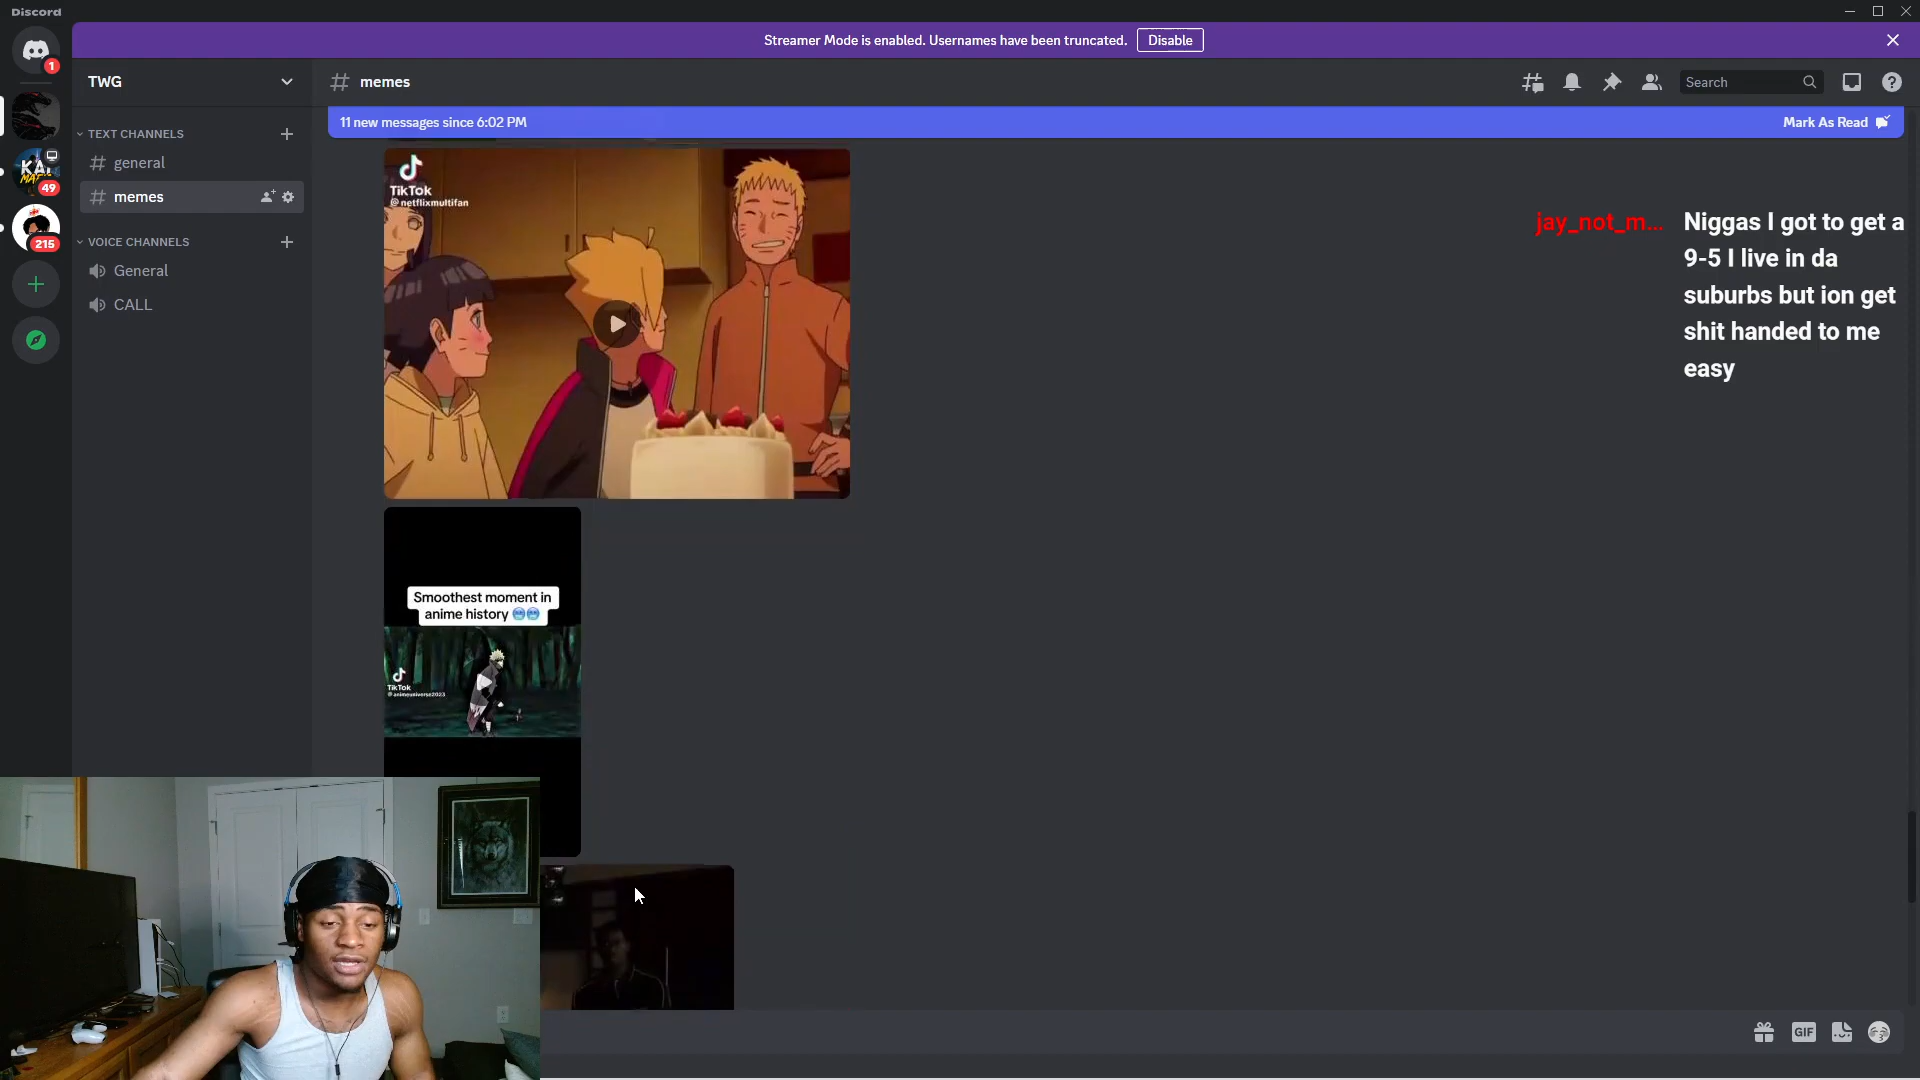 Discord
Streamer Mode is enabled. Usernames have been truncated.
Disable
1
TWG
memes
Search
11 new messages since 6:02 PM
Mark As Read
TEXT CHANNELS
general
memes
KAI
MAFIA
49
215
VOICE CHANNELS
General
CALL
TikTok
@netflixmultifan
jay_not_m...
Niggas I got to get a
9-5 I live in da
suburbs but ion get
shit handed to me
easy
Smoothest moment in
anime history 🥶🥶
TikTok
@animeuniverse2023
GIF